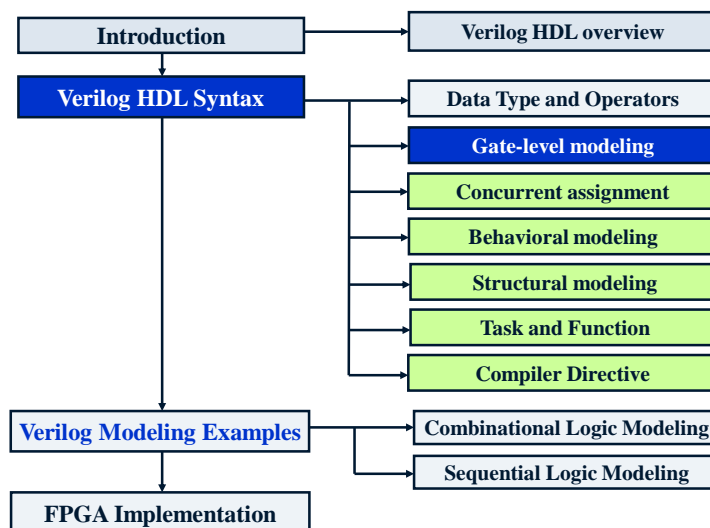 Introduction
Verilog HDL overview
Verilog HDL Syntax
Data Type and Operators
Gate-level modeling
Concurrent assignment
Behavioral modeling
Structural modeling
Task and Function
Compiler Directive
Verilog Modeling Examples
Combinational Logic Modeling
Sequential Logic Modeling
FPGA Implementation